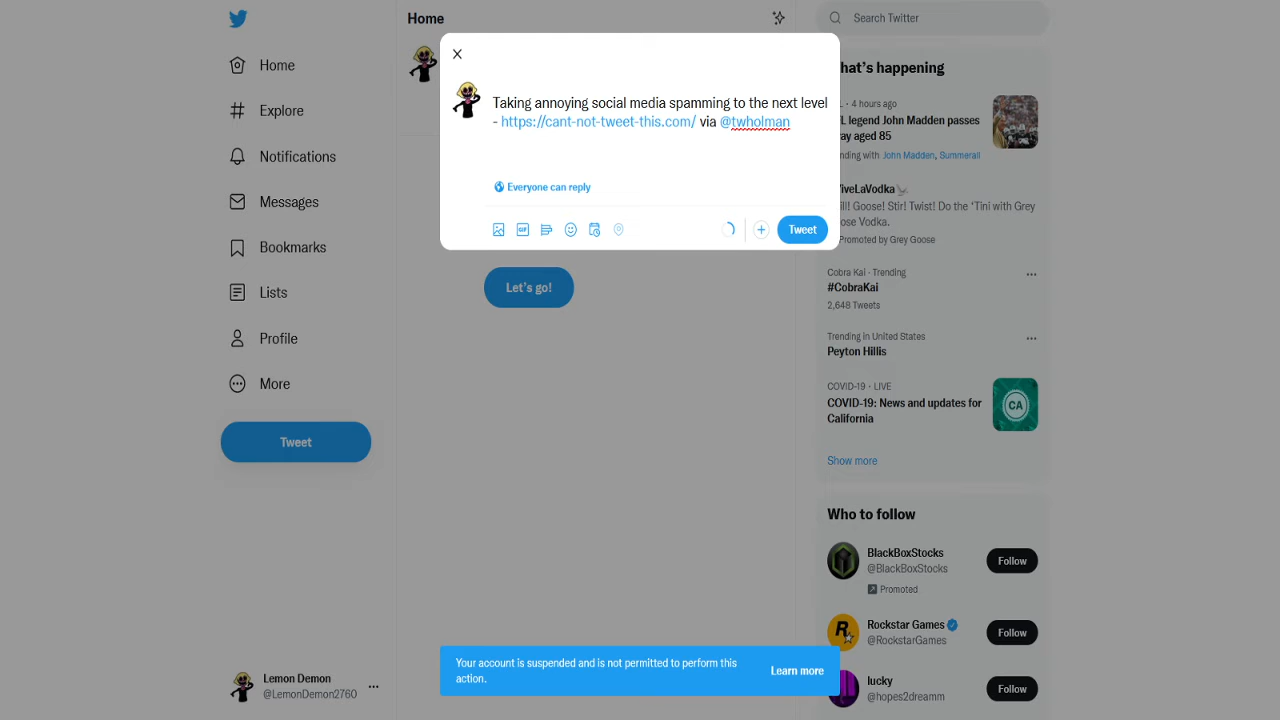 Home
Search Twitter
Home
Explore
Notifications
Messages
Bookmarks
Lists
Profile
More
Tweet
Lemon Demon
@LemonDemon2760
Taking annoying social media spamming to the next level
- https://cant-not-tweet-this.com/ via @twholman
Everyone can reply
GIF
Tweet
Let's go!
Your account is suspended and is not permitted to perform this
action.
Learn more
hat's happening
L · 4 hours ago
L legend John Madden passes
ay aged 85
nding with John Madden, Summerall
iveLaVodka
il! Goose! Stir! Twist! Do the 'Tini with Grey
ose Vodka.
Promoted by Grey Goose
Cobra Kai · Trending
#CobraKai
2,648 Tweets
Trending in United States
Peyton Hillis
COVID-19 · LIVE
COVID-19: News and updates for
California
CA
Show more
Who to follow
BlackBoxStocks
@BlackBoxStocks
Follow
Promoted
Rockstar Games
@RockstarGames
Follow
lucky
@hopes2dreamm
Follow